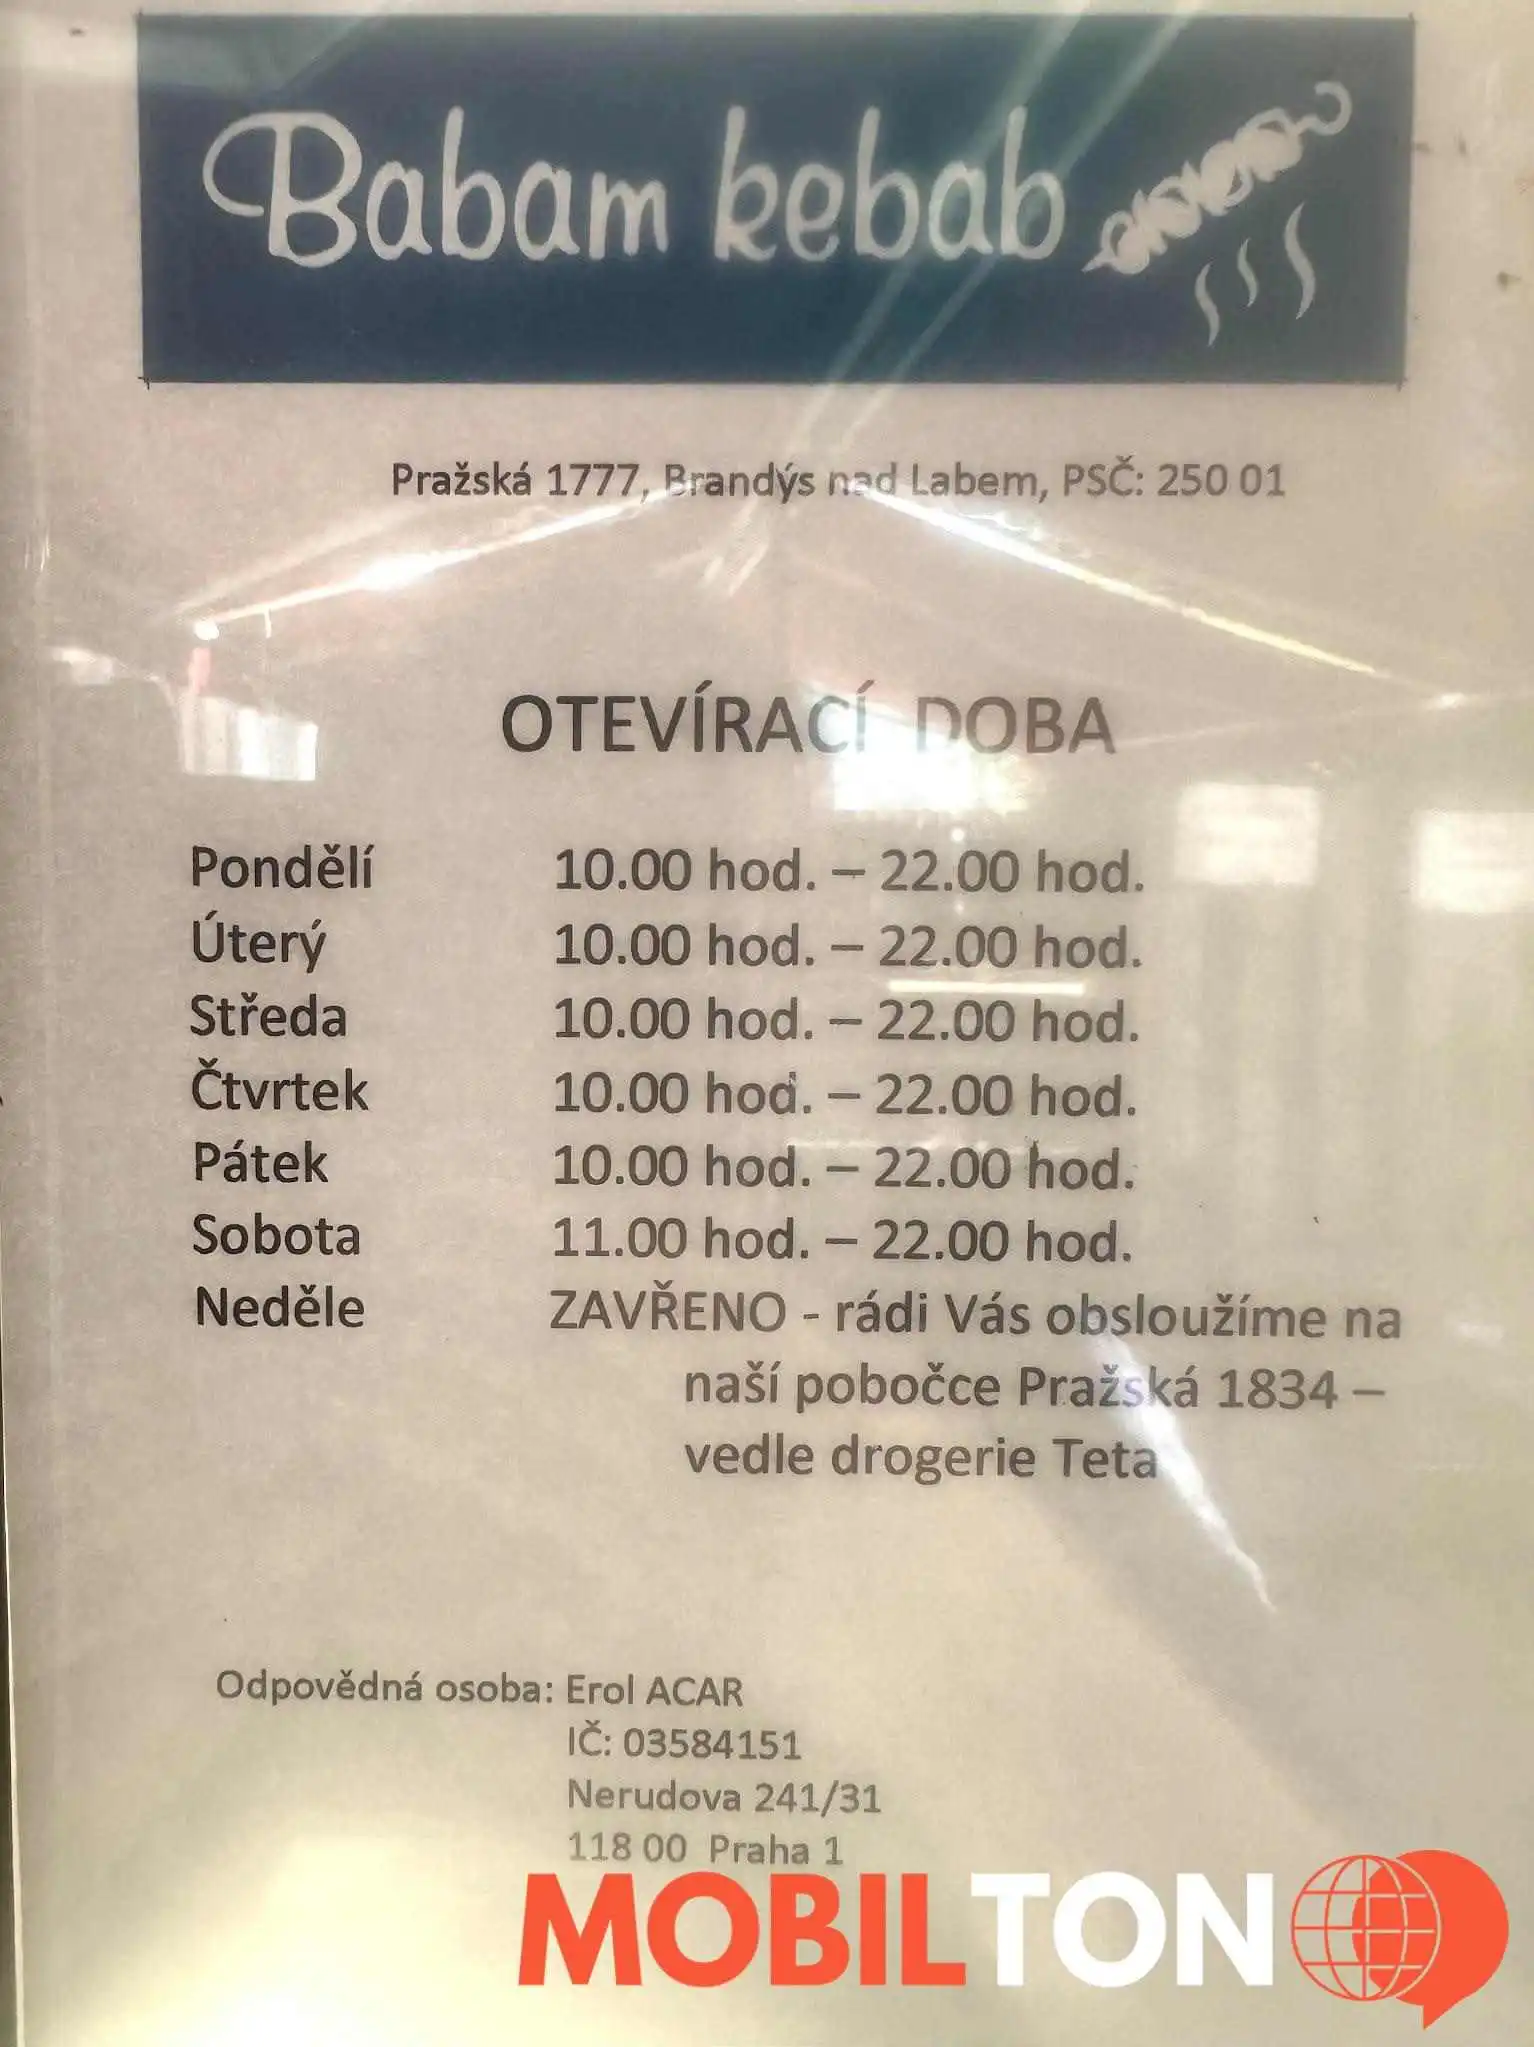 Babam kebab
Pražská 1777, Brandýs nad Labem, PSČ: 250 01
OTEVÍRACÍ DOBA
Pondělí 10.00 hod. – 22.00 hod.
Úterý 10.00 hod. – 22.00 hod.
Středa 10.00 hod. – 22.00 hod.
Čtvrtek 10.00 hod. – 22.00 hod.
Pátek 10.00 hod. – 22.00 hod.
Sobota 11.00 hod. – 22.00 hod.
Neděle ZAVŘENO - rádi Vás obsloužíme na
naší pobočce Pražská 1834 –
vedle drogerie Teta
Odpovědná osoba: Erol ACAR
IČ: 03584151
Nerudova 241/31
118 00 Praha 1
MOBILTON